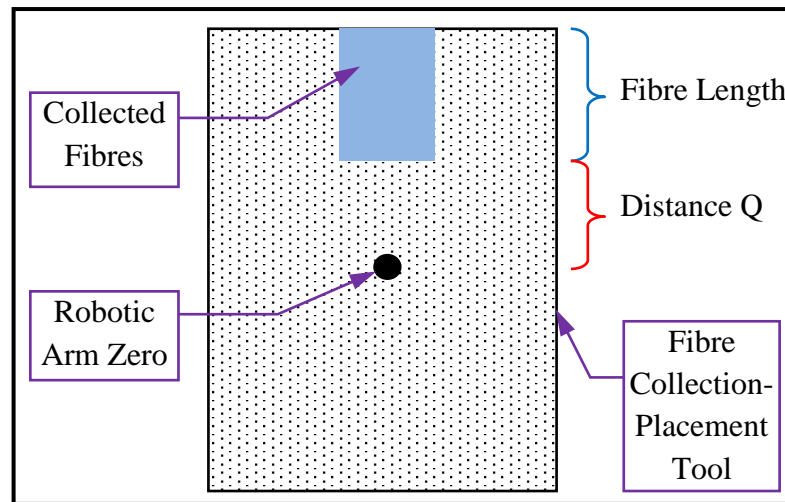 Collected
Fibres
Fibre Length
Distance Q
Robotic
Arm Zero
Fibre
Collection-
Placement
Tool